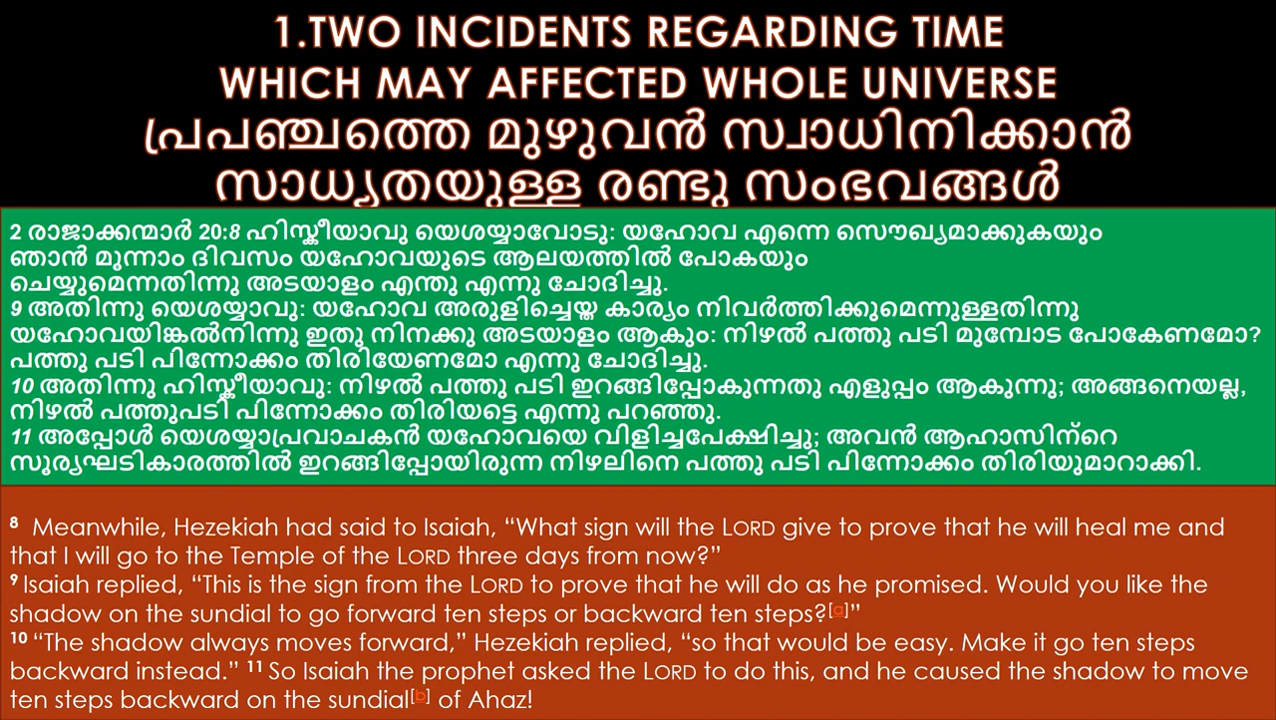 1.TWO INCIDENTS REGARDING TIME
WHICH MAY AFFECTED WHOLE UNIVERSE
പ്രപഞ്ചത്തെ മുഴുവൻ സ്വാധിനിക്കാൻ
സാധ്യതയുള്ള രണ്ടു സംഭവങ്ങൾ
2 രാജാക്കന്മാർ 20:8 ഹിസ്കീയാവു യെശയ്യാവോടു: യഹോവ എന്നെ സൌഖ്യമാക്കുകയും
ഞാൻ മൂന്നാം ദിവസം യഹോവയുടെ ആലയത്തിൽ പോകയും
ചെയ്യുമെന്നതിന്നു അടയാളം എന്തു എന്നു ചോദിച്ചു.
9 അതിന്നു യെശയ്യാവു: യഹോവ അരുളിച്ചെയ്ത കാര്യം നിവർത്തിക്കുമെന്നുള്ളതിന്നു
യഹോവയിങ്കൽനിന്നു ഇതു നിനക്കു അടയാളം ആകും: നിഴൽ പത്തു പടി മുമ്പോട പോകേണമോ?
പത്തു പടി പിന്നോക്കം തിരിയേണമോ എന്നു ചോദിച്ചു.
10 അതിന്നു ഹിസ്കീയാവു: നിഴൽ പത്തു പടി ഇറങ്ങിപ്പോകുന്നതു എളുപ്പം ആകുന്നു; അങ്ങനെയല്ല,
നിഴൽ പത്തുപടി പിന്നോക്കം തിരിയട്ടെ എന്നു പറഞ്ഞു.
11 അപ്പോൾ യെശയ്യാപ്രവാചകൻ യഹോവയെ വിളിച്ചപേക്ഷിച്ചു; അവൻ ആഹാസിന്റെ
സൂര്യഘടികാരത്തിൽ ഇറങ്ങിപ്പോയിരുന്ന നിഴലിനെ പത്തു പടി പിന്നോക്കം തിരിയുമാറാക്കി.
8 Meanwhile, Hezekiah had said to Isaiah, “What sign will the LORD give to prove that he will heal me and
that I will go to the Temple of the LORD three days from now?”
9 Isaiah replied, “This is the sign from the LORD to prove that he will do as he promised. Would you like the
shadow on the sundial to go forward ten steps or backward ten steps?[a]”
10 “The shadow always moves forward,” Hezekiah replied, “so that would be easy. Make it go ten steps
backward instead.” 11 So Isaiah the prophet asked the LORD to do this, and he caused the shadow to move
ten steps backward on the sundial[b] of Ahaz!